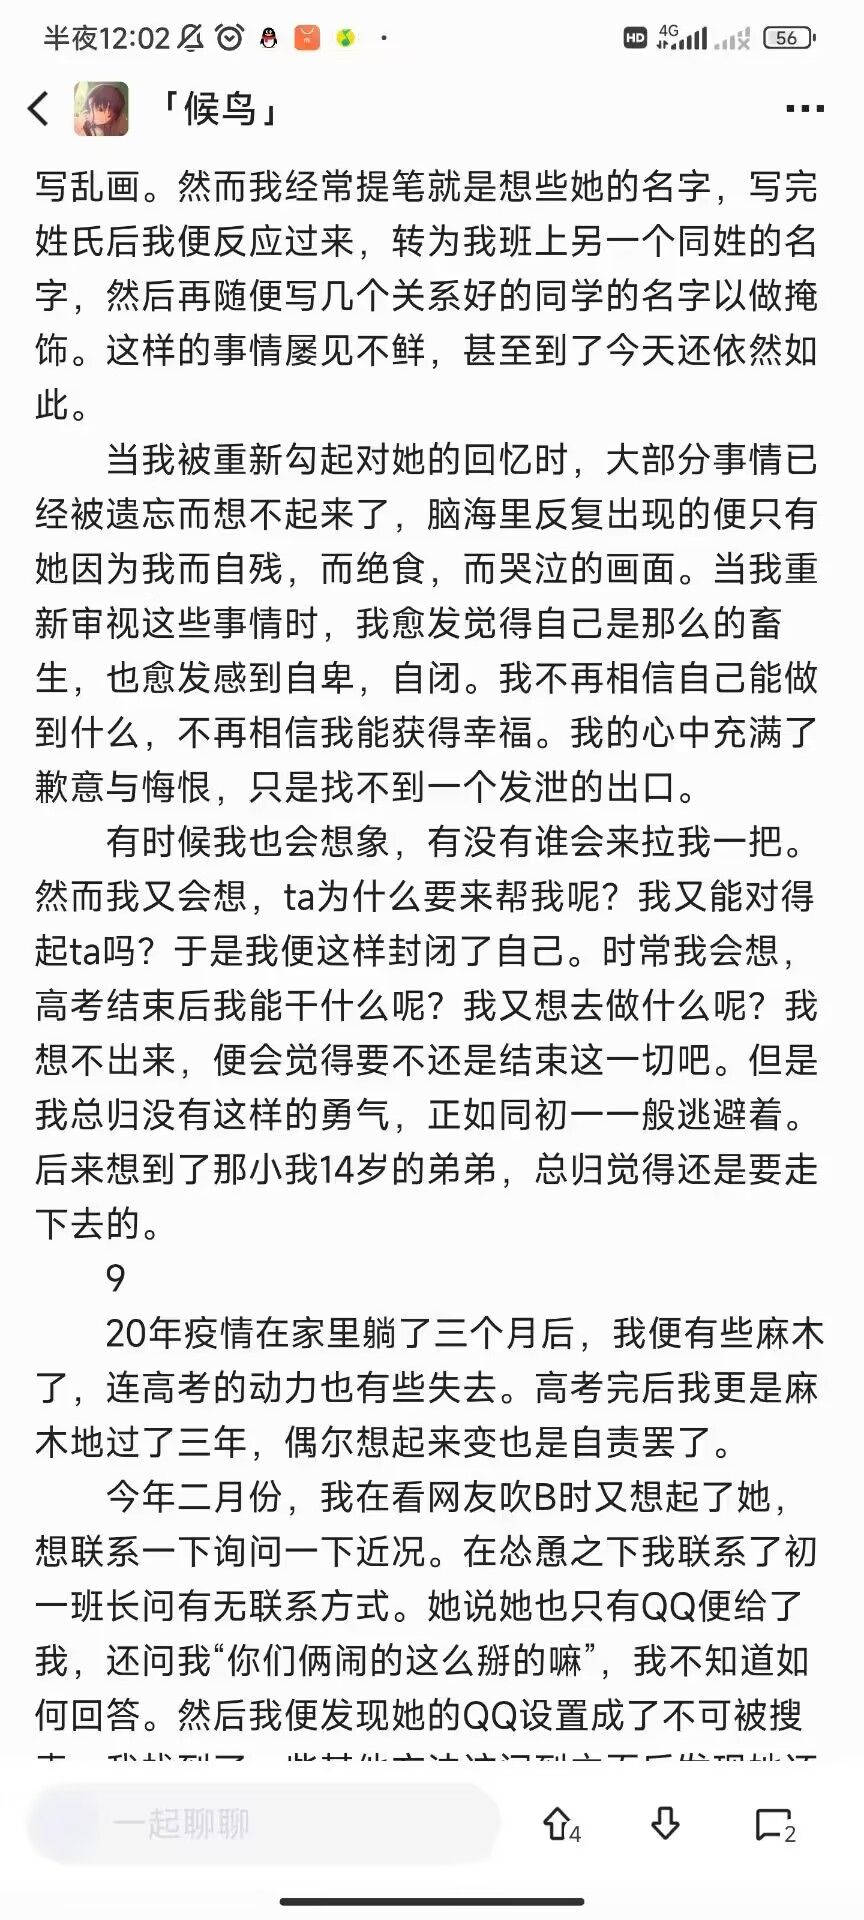 半夜12:02
HD 4G 56
「候鸟」
写乱画。然而我经常提笔就是想些她的名字，写完
姓氏后我便反应过来，转为我班上另一个同姓的名
字，然后再随便写几个关系好的同学的名字以做掩
饰。这样的事情屡见不鲜，甚至到了今天还依然如
此。
当我被重新勾起对她的回忆时，大部分事情已
经被遗忘而想不起来了，脑海里反复出现的便只有
她因为我而自残，而绝食，而哭泣的画面。当我重
新审视这些事情时，我愈发觉得自己是那么的畜
生，也愈发感到自卑，自闭。我不再相信自己能做
到什么，不再相信我能获得幸福。我的心中充满了
歉意与悔恨，只是找不到一个发泄的出口。
有时候我也会想象，有没有谁会来拉我一把。
然而我又会想，ta为什么要来帮我呢？我又能对得
起ta吗？于是我便这样封闭了自己。时常我会想，
高考结束后我能干什么呢？我又想去做什么呢？我
想不出来，便会觉得要不还是结束这一切吧。但是
我总归没有这样的勇气，正如同初一一般逃避着。
后来想到了那小我14岁的弟弟，总归觉得还是要走
下去的。
9
20年疫情在家里躺了三个月后，我便有些麻木
了，连高考的动力也有些失去。高考完后我更是麻
木地过了三年，偶尔想起来变也是自责罢了。
今年二月份，我在看网友吹B时又想起了她，
想联系一下询问一下近况。在怂恿之下我联系了初
一班长问有无联系方式。她说她也只有QQ便给了
我，还问我“你们俩闹的这么掰的嘛”，我不知道如
何回答。然后我便发现她的QQ设置成了不可被搜
一起聊聊
4
2